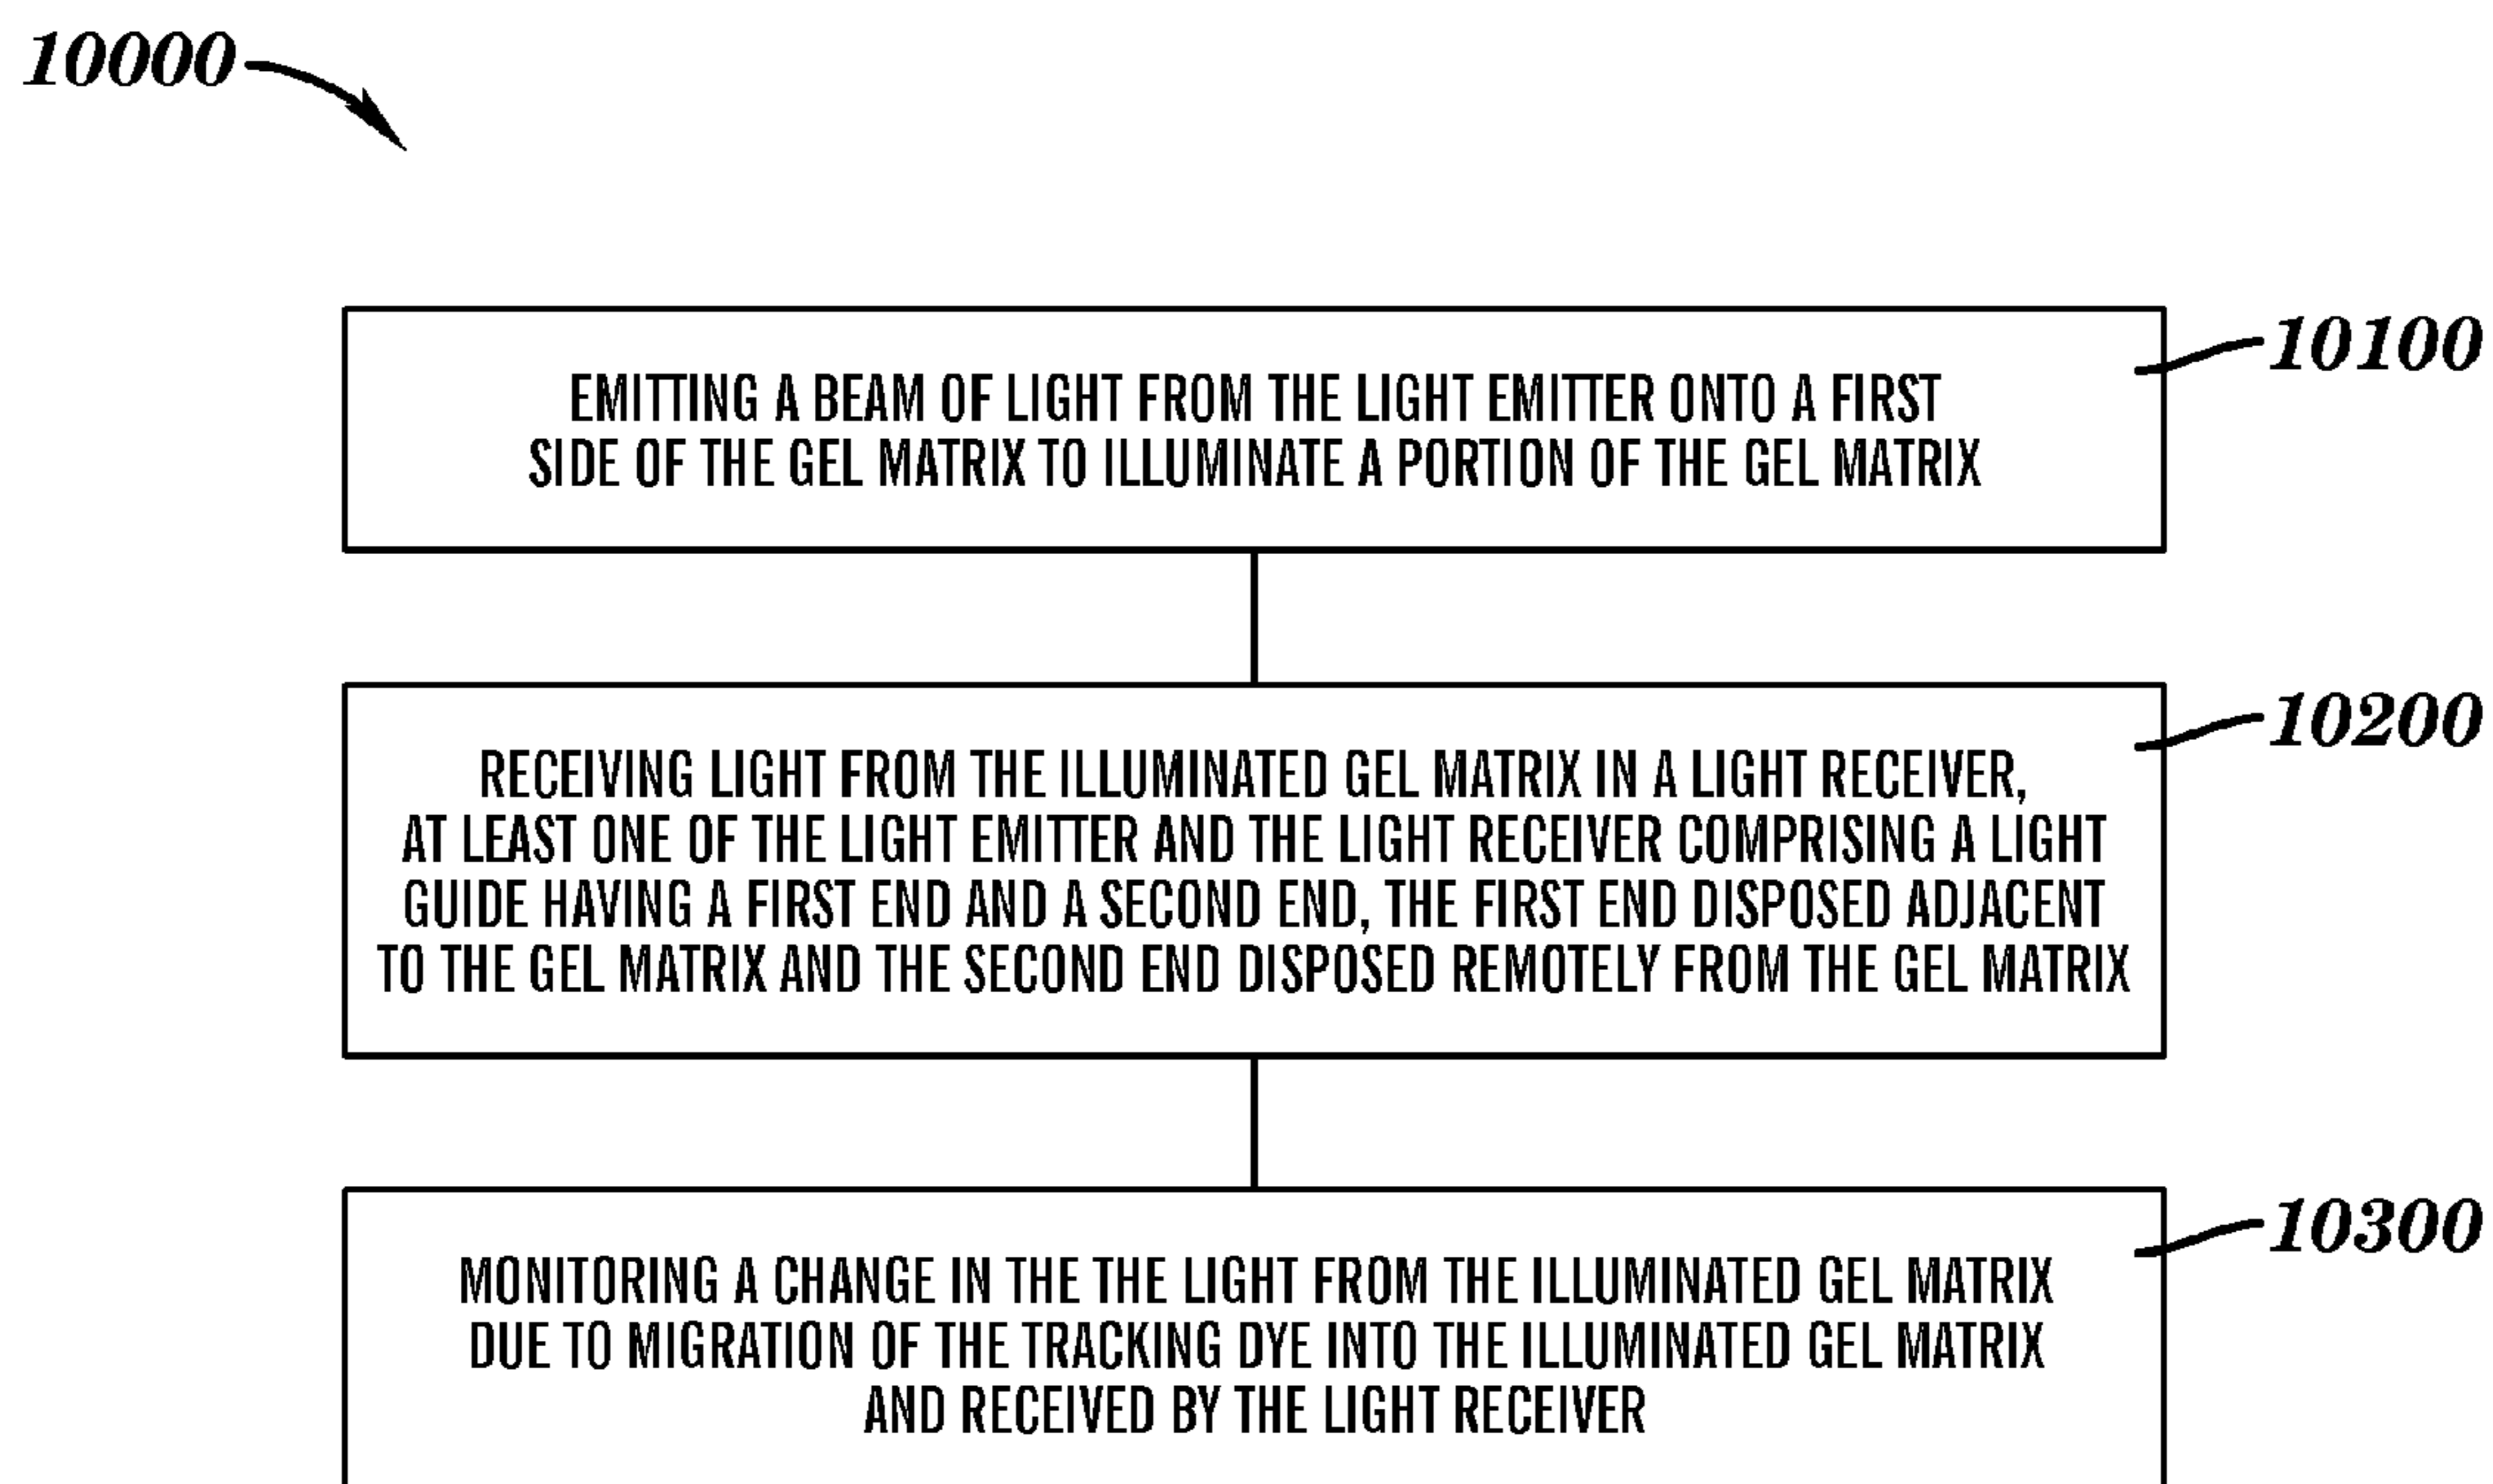 10000
10100
EMITTING A BEAM OF LIGHT FROM THE LIGHT EMITTER ONTO A FIRST
SIDE OF THE GEL MATRIX TO ILLUMINATE A PORTION OF THE GEL MATRIX
10200
RECEIVING LIGHT FROM THE ILLUMINATED GEL MATRIX IN A LIGHT RECEIVER,
AT LEAST ONE OF THE LIGHT EMITTER AND THE LIGHT RECEIVER COMPRISING A LIGHT
GUIDE HAVING A FIRST END AND A SECOND END, THE FIRST END DISPOSED ADJACENT
TO THE GEL MATRIX AND THE SECOND END DISPOSED REMOTELY FROM THE GEL MATRIX
10300
MONITORING A CHANGE IN THE THE LIGHT FROM THE ILLUMINATED GEL MATRIX
DUE TO MIGRATION OF THE TRACKING DYE INTO THE ILLUMINATED GEL MATRIX
AND RECEIVED BY THE LIGHT RECEIVER